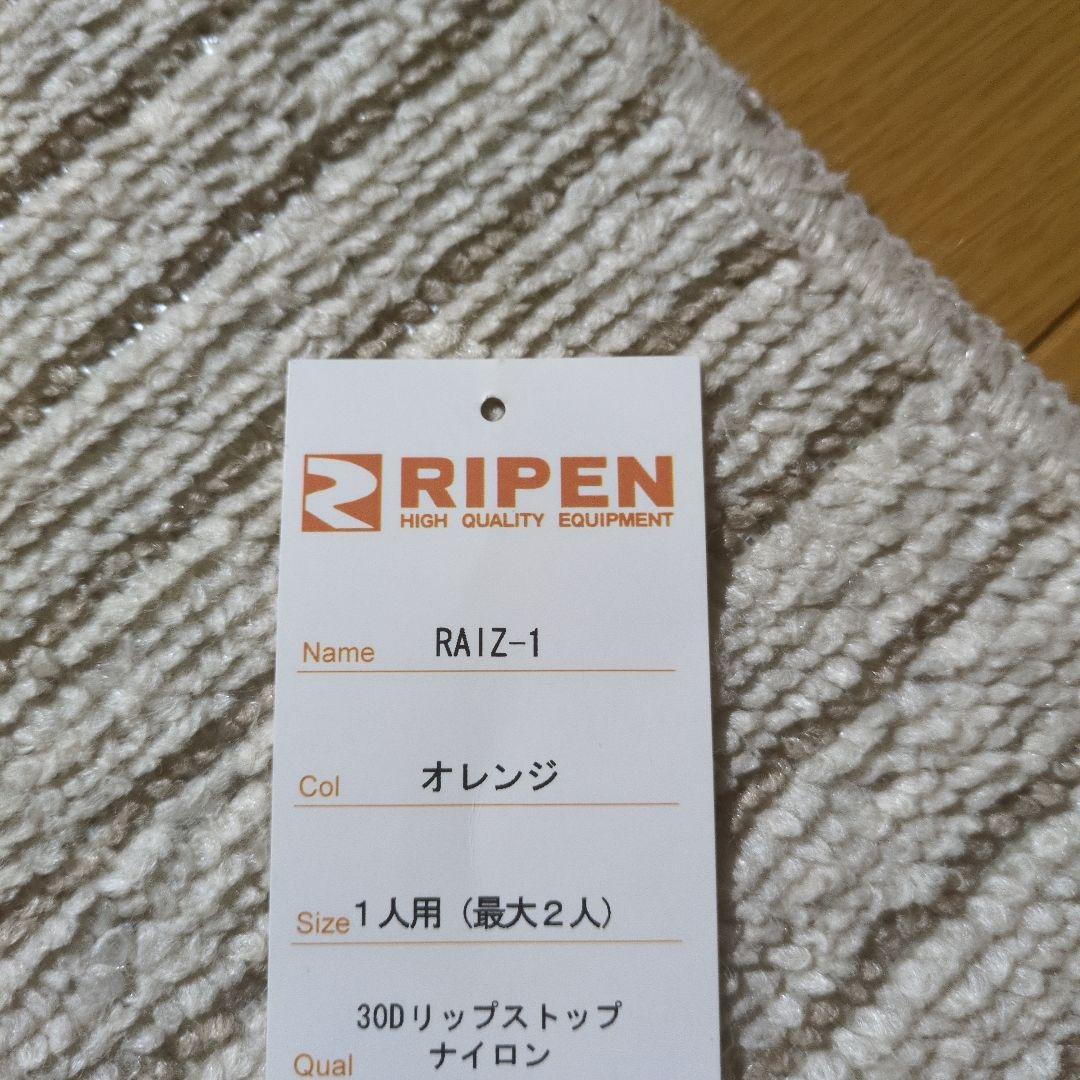 RIPEN
HIGH QUALITY EQUIPMENT
Name RAIZ-1
Col オレンジ
Size 1人用（最大2人）
30Dリップストップ
Qual ナイロン